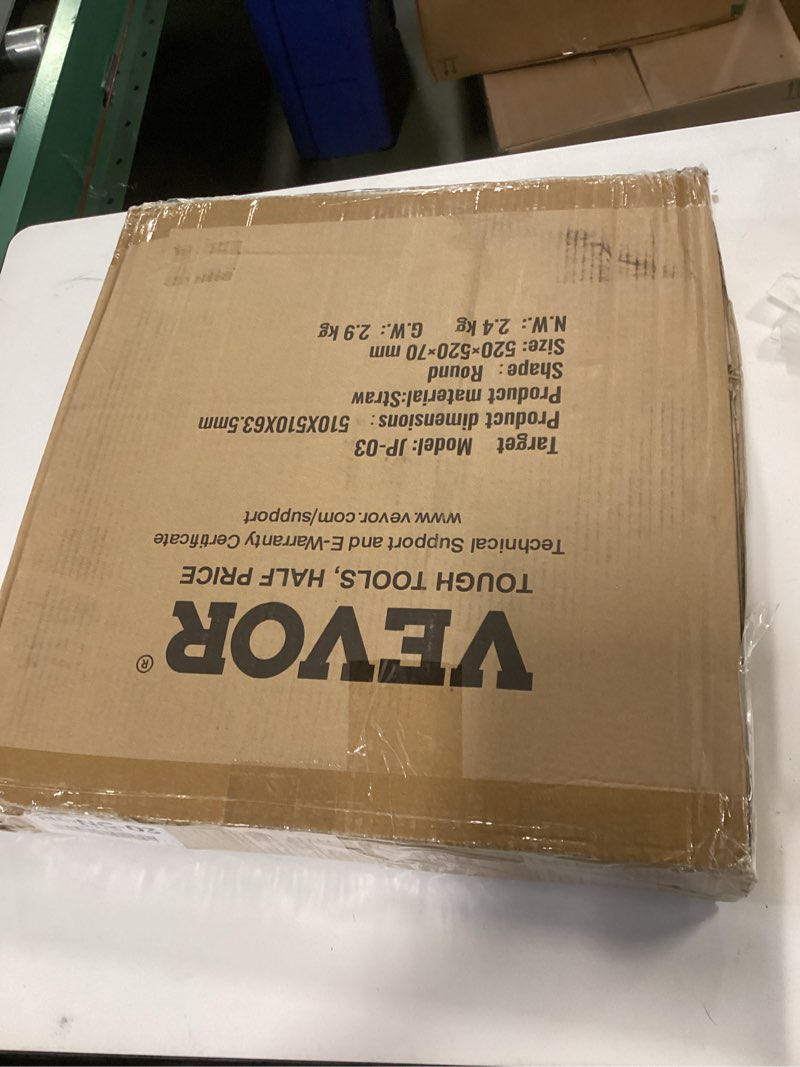 VEVOR®
TOUGH TOOLS, HALF PRICE
Technical Support and E-Warranty Certificate
www.vevor.com/support
Target Model: JP-03
Product dimensions: 510X510X63.5mm
Product material:Straw
Shape: Round
Size: 520×520×70 mm
N.W.: 2.4 kg G.W.: 2.9 kg